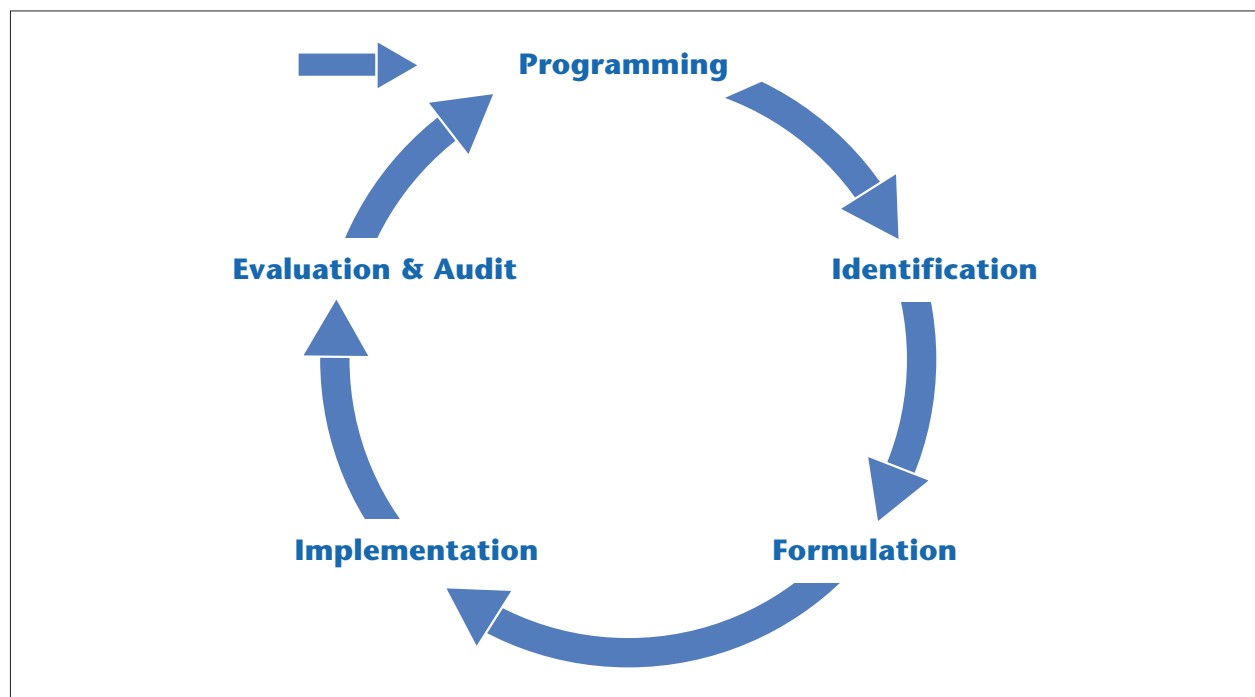 Programming
Evaluation & Audit
Identification
Implementation
Formulation